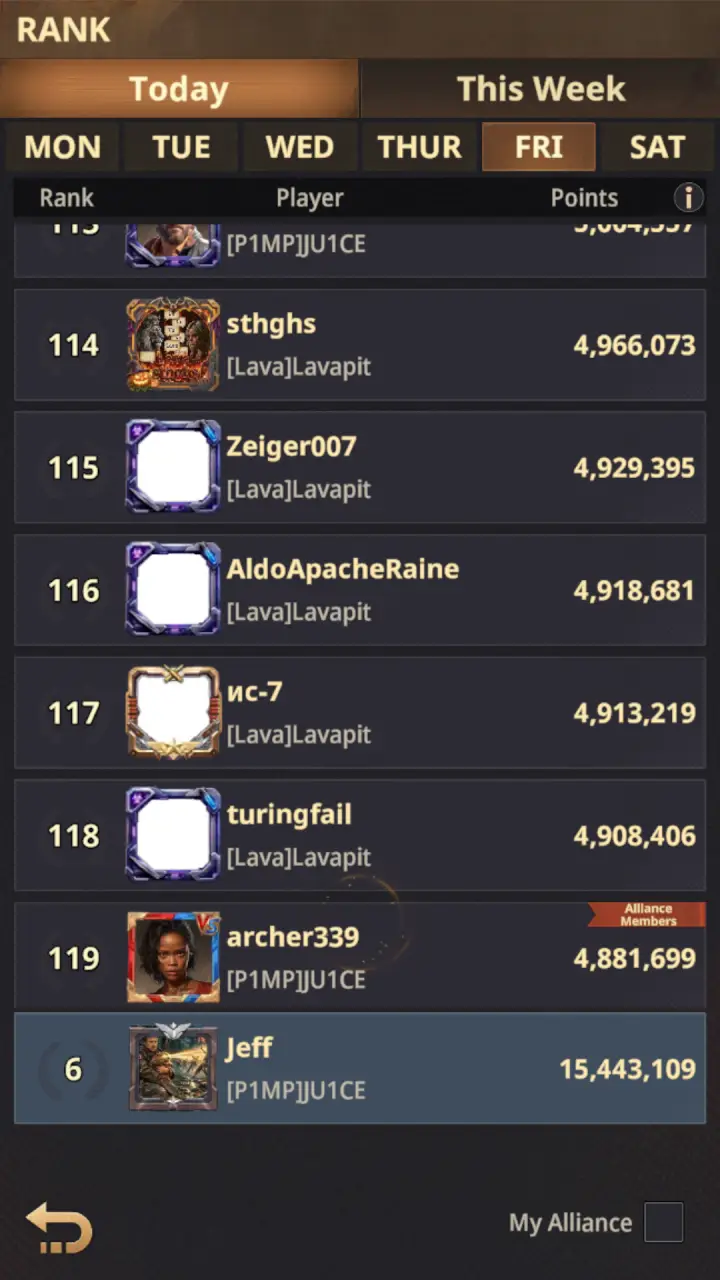 RANK
Today This Week
MON TUE WED THUR FRI SAT
Rank Player Points
[P1MP]JU1CE
114 sthghs 4,966,073
[Lava]Lavapit
115 Zeiger007 4,929,395
[Lava]Lavapit
116 AldoApacheRaine 4,918,681
[Lava]Lavapit
117 ис-7 4,913,219
[Lava]Lavapit
118 turingfail 4,908,406
[Lava]Lavapit
Alliance
Members
119 archer339 4,881,699
[P1MP]JU1CE
6 Jeff 15,443,109
[P1MP]JU1CE
My Alliance